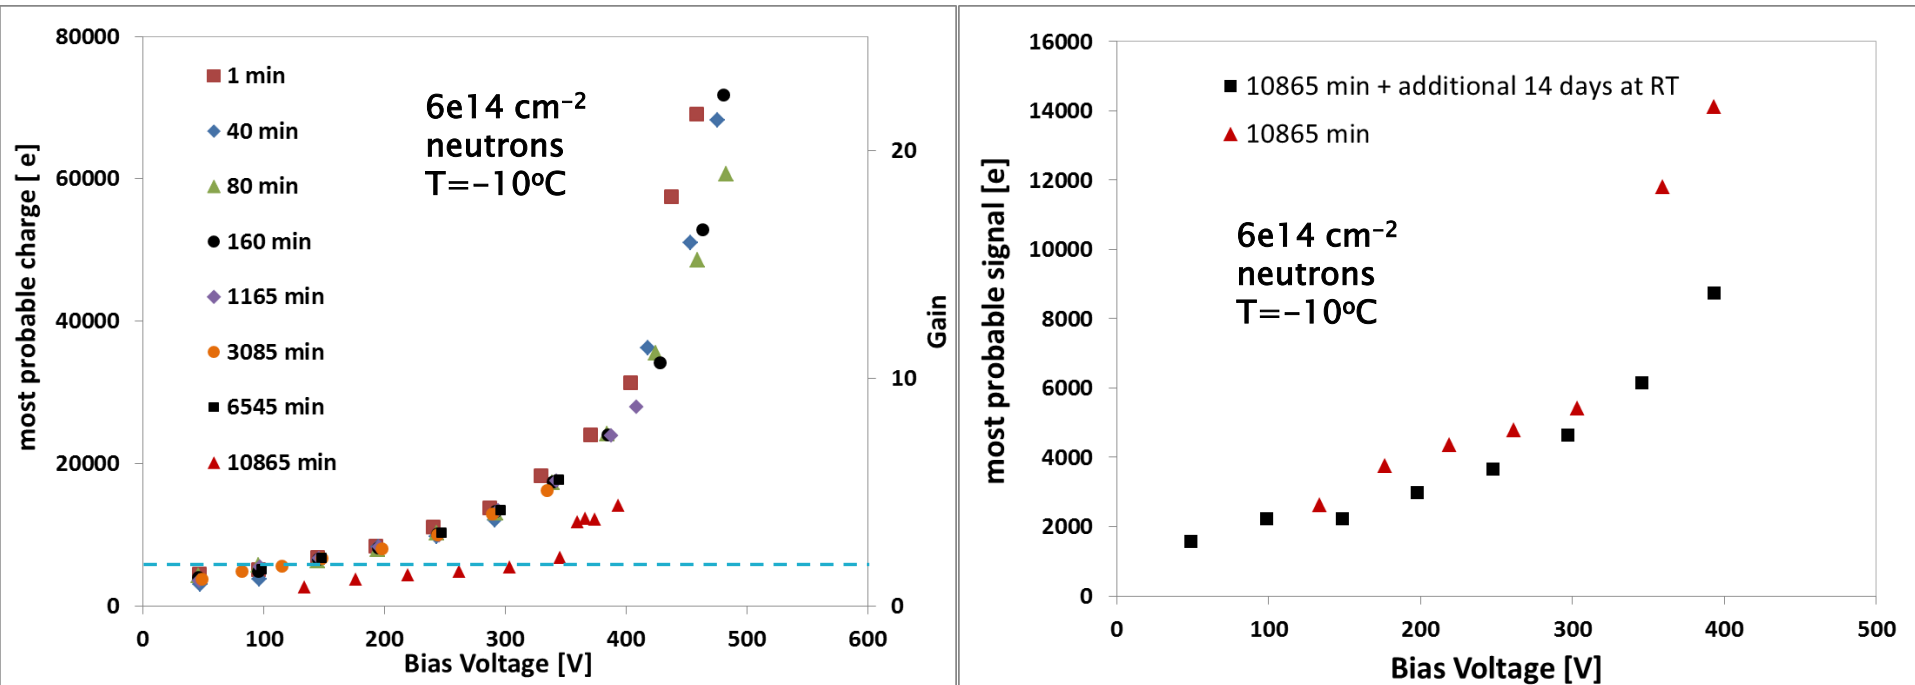 80000
60000
40000
20000
0
most probable charge [ e]
1 min
40 min
80 min
160 min
1165 min
3085 min
6545 min
10865 min
6e14 cm⁻²
neutrons
T=-10ºC
20
10
0
Gain
0 100 200 300 400 500 600
Bias Voltage [V]
16000
14000
12000
10000
8000
6000
4000
2000
0
most probable signal [e]
10865 min + additional 14 days at RT
10865 min
6e14 cm⁻²
neutrons
T=-10ºC
0 100 200 300 400 500
Bias Voltage [V]